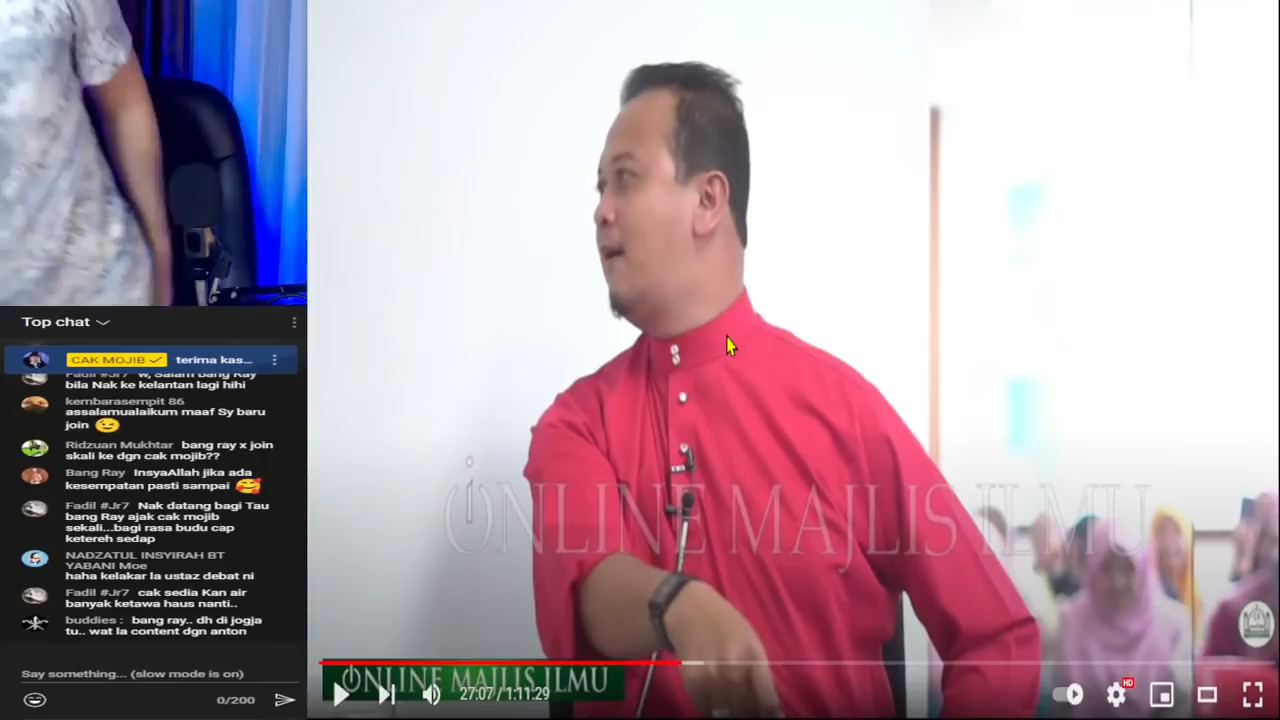 Top chat
CAK MOJIB terima kas...
Fadil #Jr7 w, Salam bang Ray
bila Nak ke kelantan lagi hihi
kembarasempit 86
assalamualaikum maaf Sy baru
join
Ridzuan Mukhtar bang ray x join
skali ke dgn cak mojib??
Bang Ray InsyaAllah jika ada
kesempatan pasti sampai
Fadil #Jr7 Nak datang bagi Tau
bang Ray ajak cak mojib
sekali...bagi rasa budu cap
ketereh sedap
NADZATUL INSYIRAH BT
YABANI Moe
haha kelakar la ustaz debat ni
Fadil #Jr7 cak sedia Kan air
banyak ketawa haus nanti..
buddies : bang ray.. dh di jogja
tu.. wat la content dgn anton
Say something... (slow mode is on)
0/200
ONLINE MAJLIS ILMU
ONLINE MAJLIS ILMU
27:07 / 1:11:29
HD